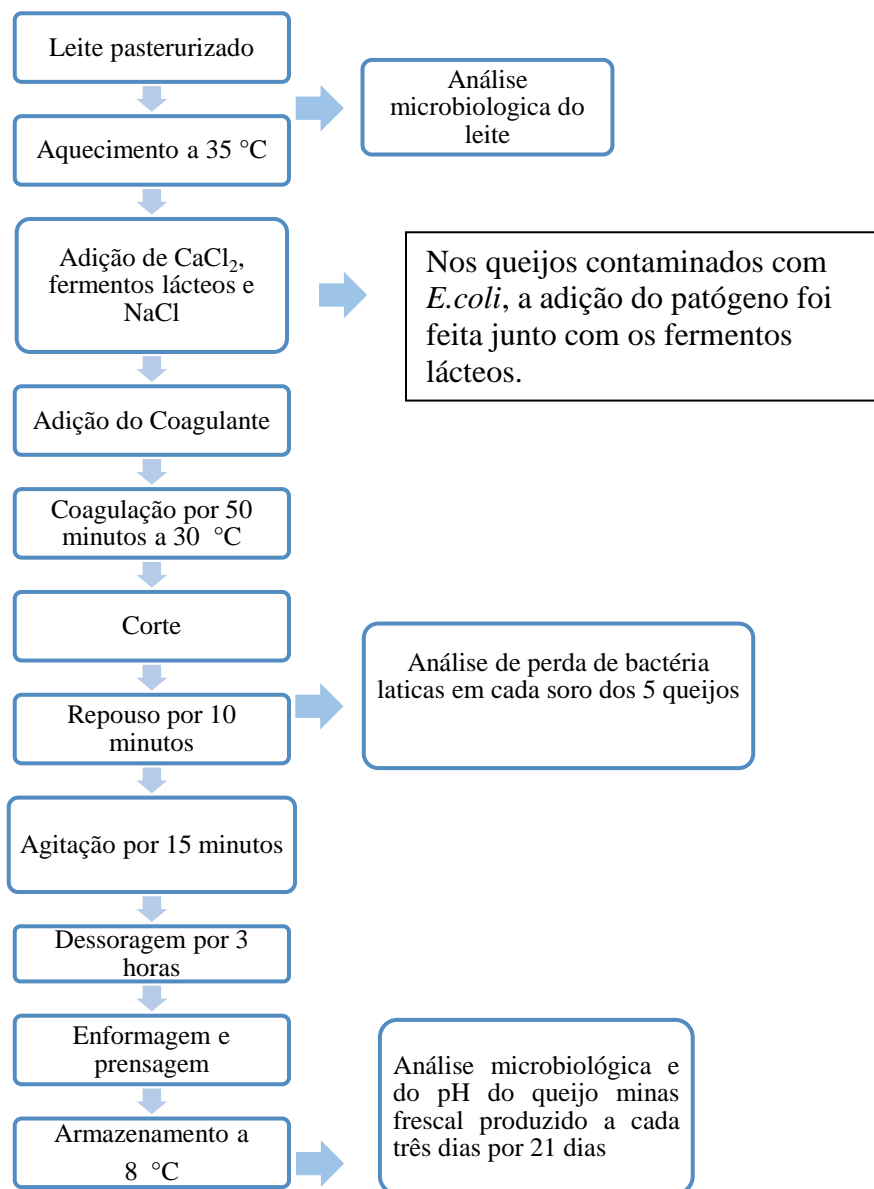 Leite pasterurizado
Análise
microbiologica do
leite
Aquecimento a 35 °C
Adição de CaCl₂,
fermentos lácteos e
NaCl
Nos queijos contaminados com
E.coli, a adição do patógeno foi
feita junto com os fermentos
lácteos.
Adição do Coagulante
Coagulação por 50
minutos a 30 °C
Corte
Análise de perda de bactéria
laticas em cada soro dos 5 queijos
Repouso por 10
minutos
Agitação por 15 minutos
Dessoragem por 3
horas
Enformagem e
prensagem
Análise microbiológica e
do pH do queijo minas
frescal produzido a cada
três dias por 21 dias
Armazenamento a
8 °C